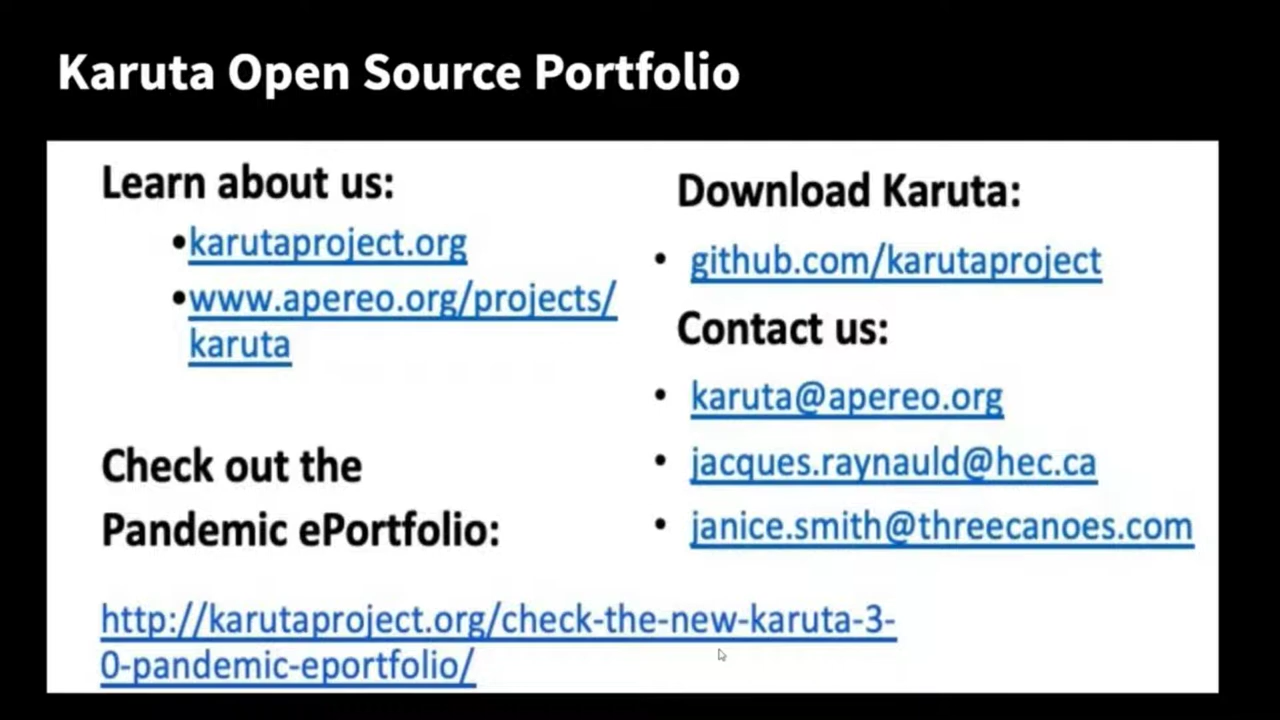 Karuta Open Source Portfolio
Learn about us:
•karutaproject.org
•www.apereo.org/projects/
karuta
Check out the
Pandemic ePortfolio:
http://karutaproject.org/check-the-new-karuta-3-
0-pandemic-eportfolio/
Download Karuta:
• github.com/karutaproject
Contact us:
• karuta@apereo.org
• jacques.raynauld@hec.ca
• janice.smith@threecanoes.com